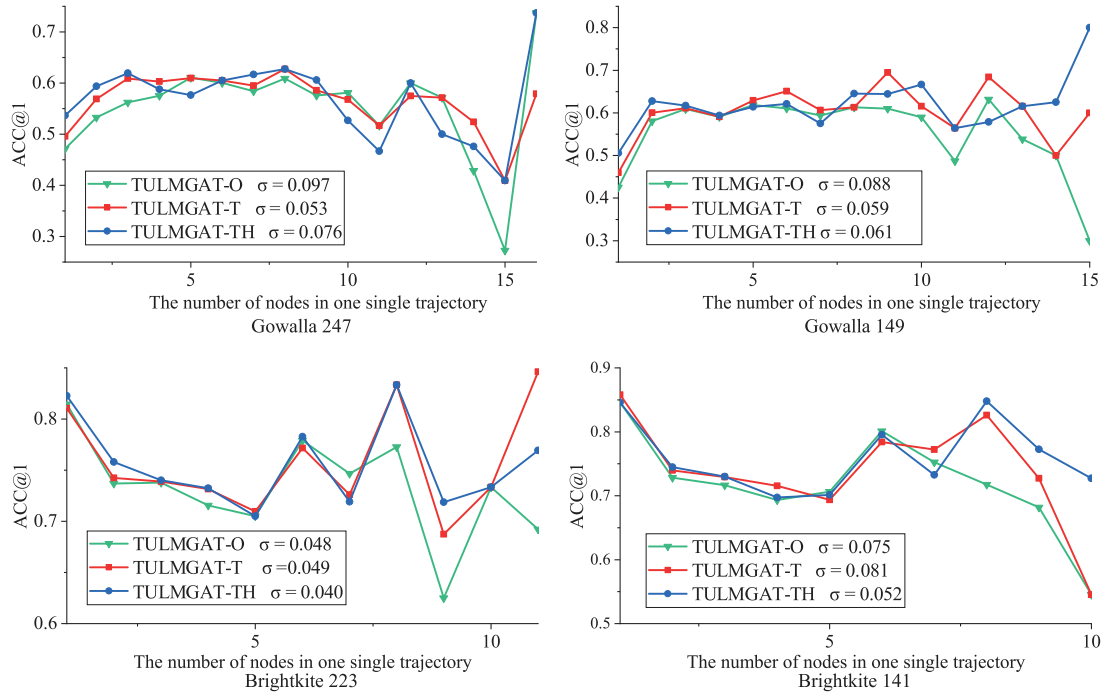 0.7
0.6
0.5
0.4
0.3
ACC@1
TULMGAT-O σ = 0.097
TULMGAT-T σ = 0.053
TULMGAT-TH σ = 0.076
5
10
15
The number of nodes in one single trajectory
Gowalla 247
0.8
0.7
0.6
0.5
0.4
0.3
ACC@1
TULMGAT-O σ = 0.088
TULMGAT-T σ = 0.059
TULMGAT-TH σ = 0.061
5
10
15
The number of nodes in one single trajectory
Gowalla 149
0.8
0.7
0.6
ACC@1
TULMGAT-O σ = 0.048
TULMGAT-T σ =0.049
TULMGAT-TH σ = 0.040
5
10
The number of nodes in one single trajectory
Brightkite 223
0.9
0.8
0.7
0.6
0.5
ACC@1
TULMGAT-O σ = 0.075
TULMGAT-T σ = 0.081
TULMGAT-TH σ = 0.052
5
10
The number of nodes in one single trajectory
Brightkite 141